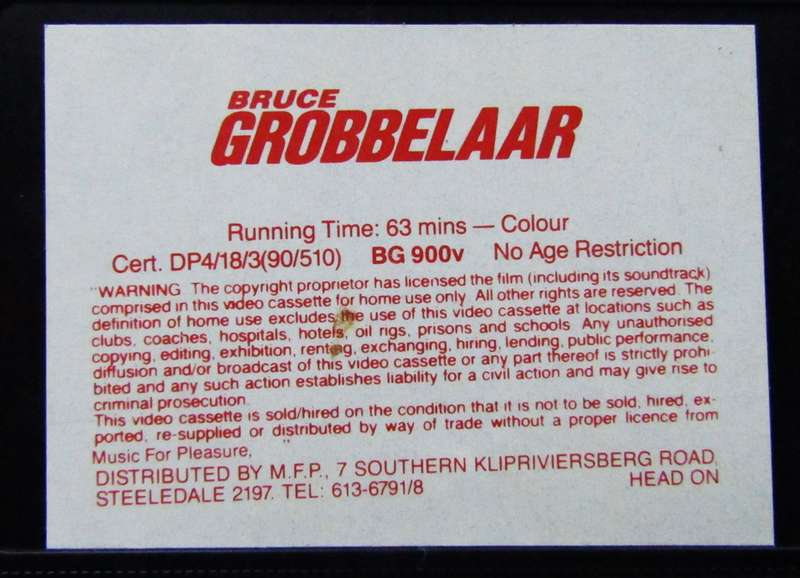 BRUCE
GROBBELAAR
Running Time: 63 mins — Colour
Cert. DP4/18/3(90/510) BG 900v No Age Restriction
"WARNING The copyright proprietor has licensed the film (including its soundtrack)
comprised in this video cassette for home use only. All other rights are reserved. The
definition of home use excludes the use of this video cassette at locations such as
clubs, coaches, hospitals, hotels, oil rigs, prisons and schools. Any unauthorised
copying, editing, exhibition, renting, exchanging, hiring, lending, public performance,
diffusion and/or broadcast of this video cassette or any part thereof is strictly prohi-
bited and any such action establishes liability for a civil action and may give rise to
criminal prosecution.
This video cassette is sold/hired on the condition that it is not to be sold, hired, ex-
ported, re-supplied or distributed by way of trade without a proper licence from
Music For Pleasure, "
DISTRIBUTED BY M.F.P., 7 SOUTHERN KLIPRIVIERSBERG ROAD,
STEELEDALE 2197. TEL: 613-6791/8 HEAD ON